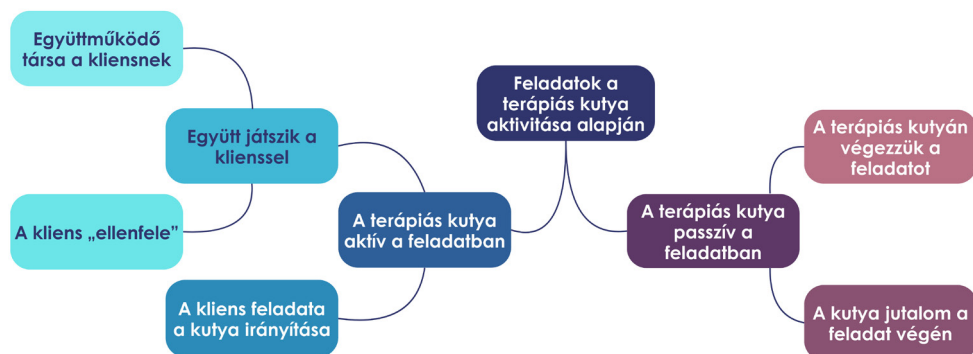 Feladatok a
terápiás kutya
aktivitása alapján
A terápiás kutya
aktív a feladatban
Együtt játszik a
klienssel
Együttműködő
társa a kliensnek
A kliens „ellenfele”
A kliens feladata
a kutya irányítása
A terápiás kutya
passzív a
feladatban
A terápiás kutyán
végezzük a
feladatot
A kutya jutalom a
feladat végén